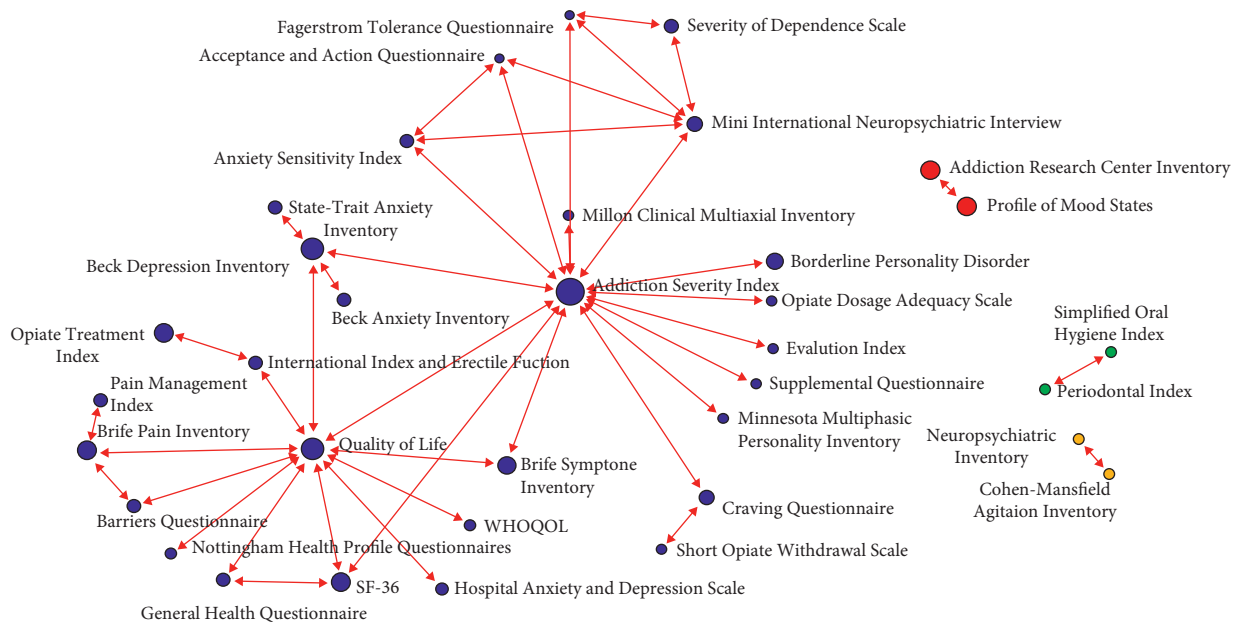 Fagerstrom Tolerance Questionnaire
Severity of Dependence Scale
Acceptance and Action Questionnaire
Mini International Neuropsychiatric Interview
Anxiety Sensitivity Index
Addiction Research Center Inventory
Profile of Mood States
State-Trait Anxiety
Inventory
Millon Clinical Multiaxial Inventory
Beck Depression Inventory
Borderline Personality Disorder
Addiction Severity Index
Opiate Dosage Adequacy Scale
Beck Anxiety Inventory
Simplified Oral
Hygiene Index
Opiate Treatment
Index
Evalution Index
International Index and Erectile Fuction
Pain Management
Index
Supplemental Questionnaire
Periodontal Index
Minnesota Multiphasic
Personality Inventory
Brife Pain Inventory
Quality of Life
Neuropsychiatric
Inventory
Brife Symptone
Inventory
Cohen-Mansfield
Agitaion Inventory
Craving Questionnaire
Barriers Questionnaire
WHOQOL
Nottingham Health Profile Questionnaires
Short Opiate Withdrawal Scale
SF-36
Hospital Anxiety and Depression Scale
General Health Questionnaire